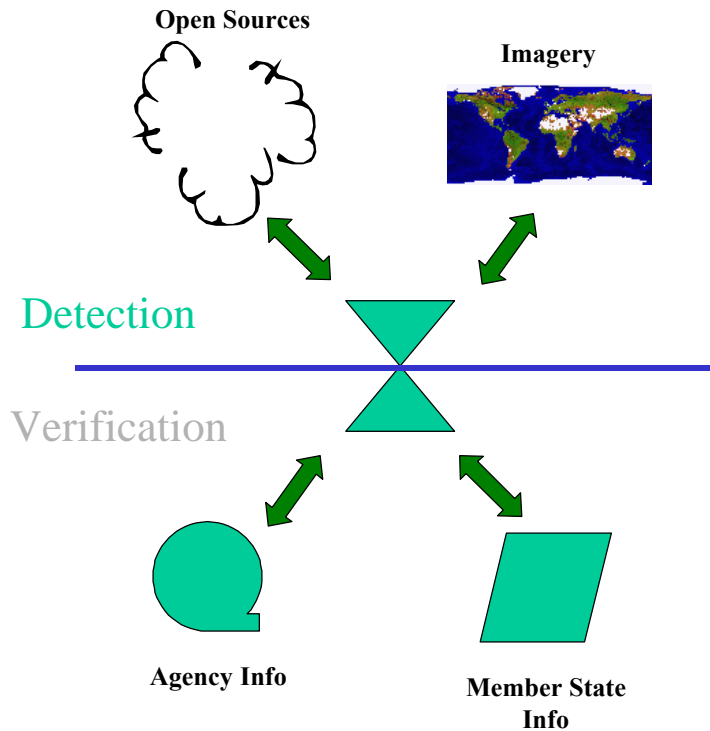 Open Sources
Imagery
Detection
Verification
Agency Info
Member State
Info